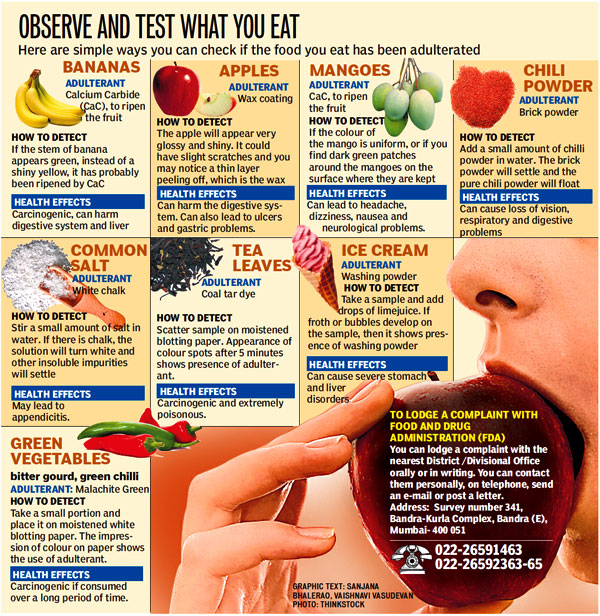 OBSERVE AND TEST WHAT YOU EAT
Here are simple ways you can check if the food you eat has been adulterated
BANANAS
ADULTERANT
Calcium Carbide
(CaC), to ripen
the fruit
HOW TO DETECT
If the stem of banana
appears green, instead of a
shiny yellow, it has probably
been ripened by CaC
HEALTH EFFECTS
Carcinogenic, can harm
digestive system and liver
APPLES
ADULTERANT
Wax coating
HOW TO DETECT
The apple will appear very
glossy and shiny. It could
have slight scratches and you
may notice a thin layer
peeling off, which is the wax
HEALTH EFFECTS
Can harm the digestive sys-
tem. Can also lead to ulcers
and gastric problems.
MANGOES
ADULTERANT
CaC, to ripen
the fruit
HOW TO DETECT
If the colour of
the mango is uniform, or if you
find dark green patches
around the mangoes on the
surface where they are kept
HEALTH EFFECTS
Can lead to headache,
dizziness, nausea and
neurological problems.
CHILI
POWDER
ADULTERANT
Brick powder
HOW TO DETECT
Add a small amount of chilli
powder in water. The brick
powder will settle and the
pure chili powder will float
HEALTH EFFECTS
Can cause loss of vision,
respiratory and digestive
problems
COMMON
SALT
ADULTERANT
White chalk
HOW TO DETECT
Stir a small amount of salt in
water. If there is chalk, the
solution will turn white and
other insoluble impurities
will settle
HEALTH EFFECTS
May lead to
appendicitis.
TEA
LEAVES
ADULTERANT
Coal tar dye
HOW TO DETECT
Scatter sample on moistened
blotting paper. Appearance of
colour spots after 5 minutes
shows presence of adulter-
ant.
HEALTH EFFECTS
Carcinogenic and extremely
poisonous.
ICE CREAM
ADULTERANT
Washing powder
HOW TO DETECT
Take a sample and add
drops of limejuice. If
froth or bubbles develop on
the sample, then it shows pres-
ence of washing powder
HEALTH EFFECTS
Can cause severe stomach
and liver
disorders.
GREEN
VEGETABLES
bitter gourd, green chilli
ADULTERANT: Malachite Green
HOW TO DETECT
Take a small portion and
place it on moistened white
blotting paper. The impres-
sion of colour on paper shows
the use of adulterant.
HEALTH EFFECTS
Carcinogenic if consumed
over a long period of time.
TO LODGE A COMPLAINT WITH
FOOD AND DRUG
ADMINISTRATION (FDA)
You can lodge a complaint with the
nearest District /Divisional Office
orally or in writing. You can contact
them personally, on telephone, send
an e-mail or post a letter.
Address: Survey number 341,
Bandra-Kurla Complex, Bandra (E),
Mumbai- 400 051
022-26591463
022-26592363-65
GRAPHIC TEXT: SANJANA
BHALERAO, VAISHNAVI VASUDEVAN
PHOTO: THINKSTOCK